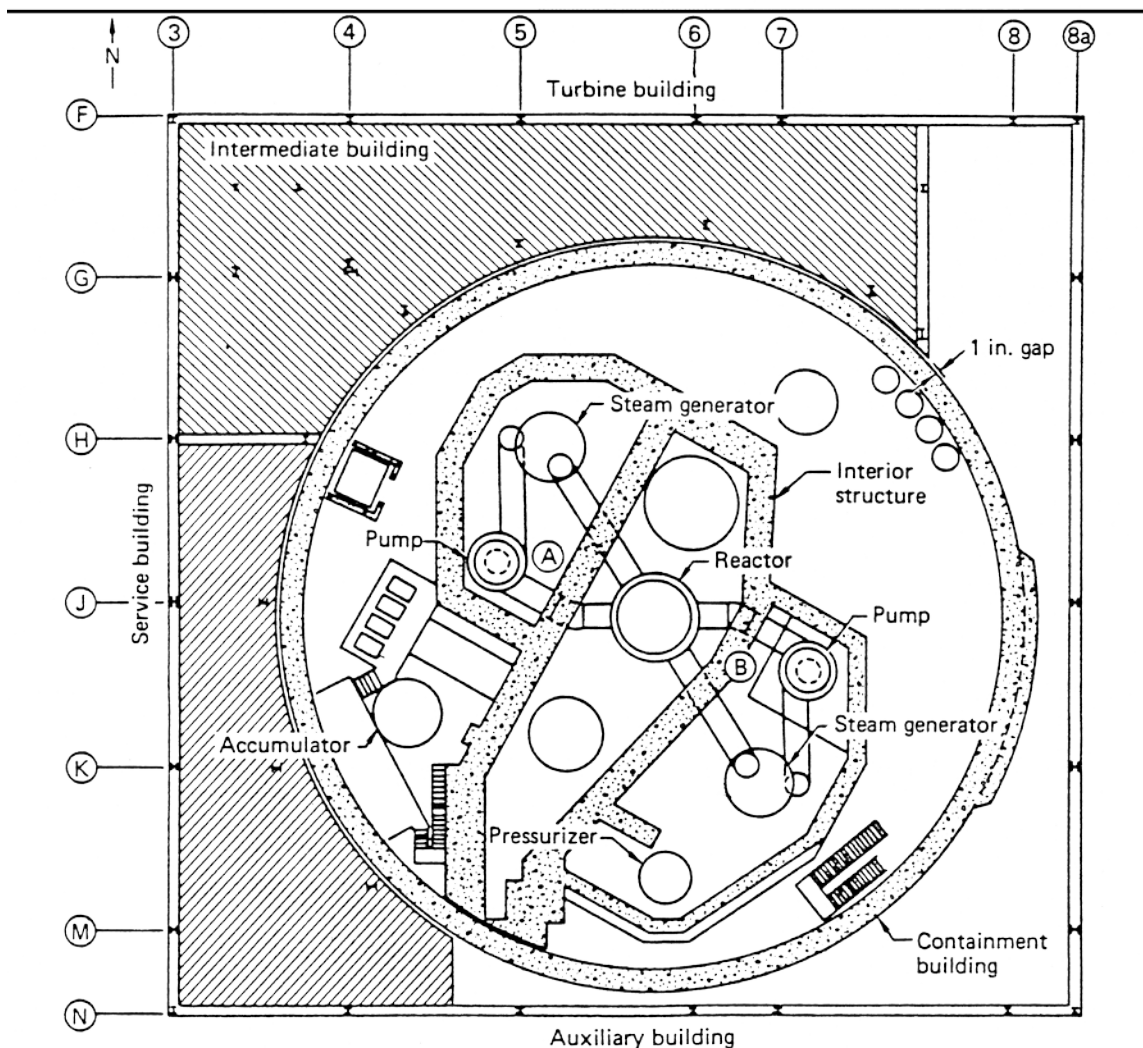 3 4 5 6 7 8 8a
N
Turbine building
F
Intermediate building
G
1 in. gap
Steam generator
H
Interior
structure
Pump
A
Reactor
J
Service building
Pump
B
Steam generator
Accumulator
K
Pressurizer
M
Containment
building
N
Auxiliary building